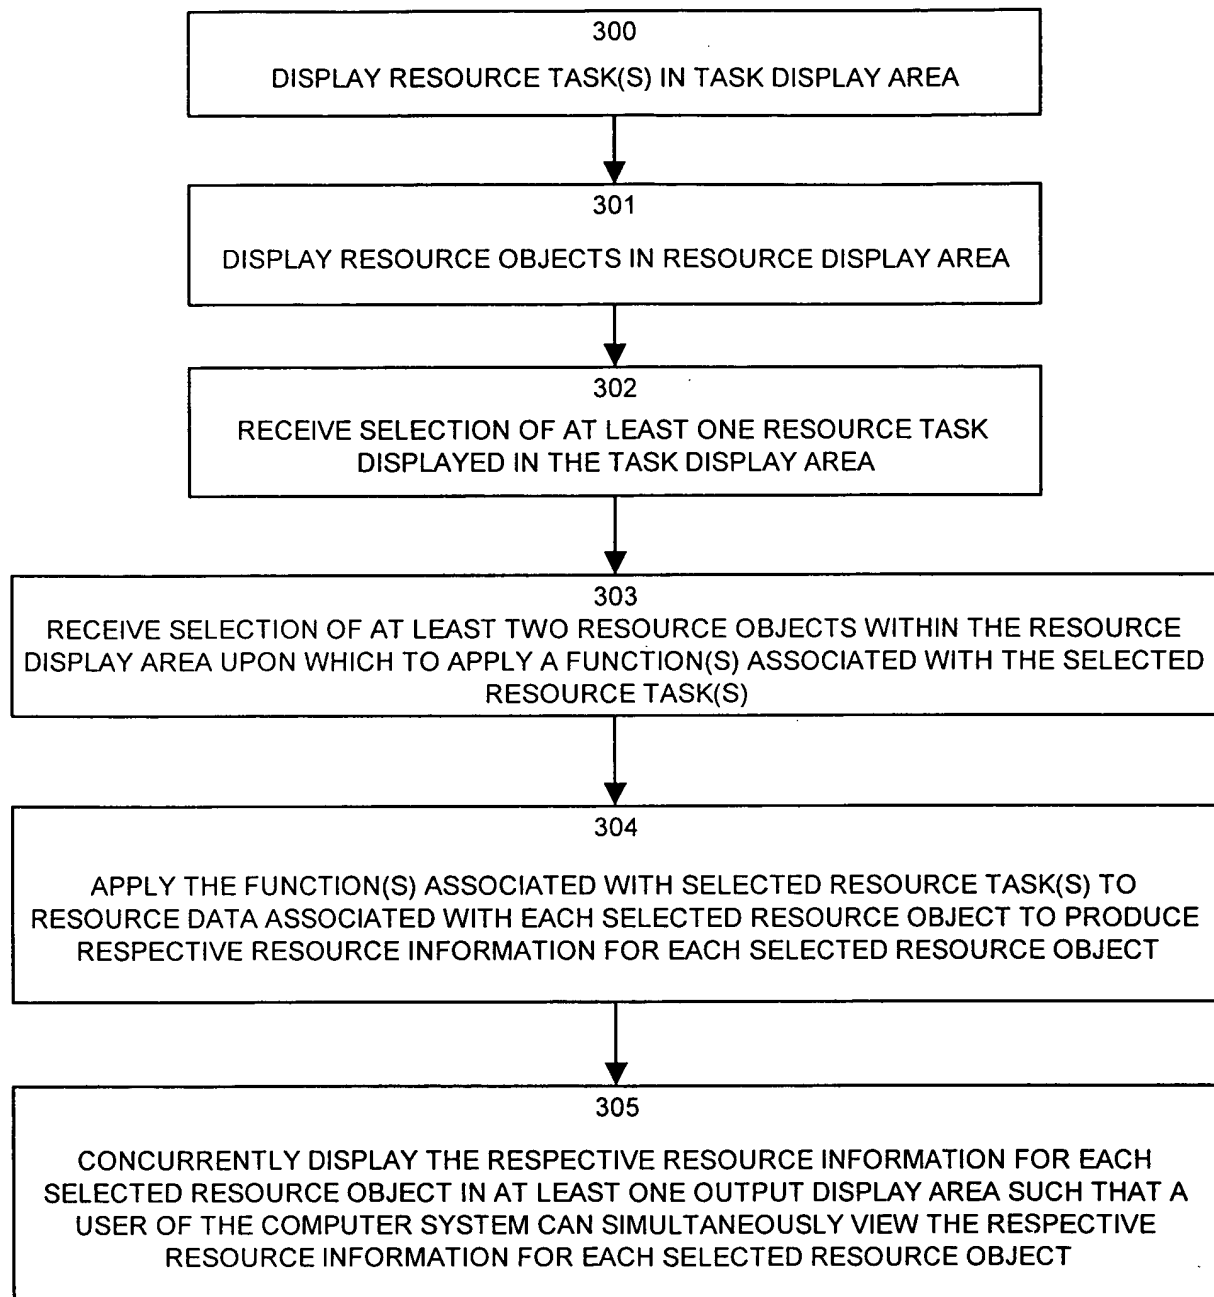 300
DISPLAY RESOURCE TASK(S) IN TASK DISPLAY AREA
301
DISPLAY RESOURCE OBJECTS IN RESOURCE DISPLAY AREA
302
RECEIVE SELECTION OF AT LEAST ONE RESOURCE TASK
DISPLAYED IN THE TASK DISPLAY AREA
303
RECEIVE SELECTION OF AT LEAST TWO RESOURCE OBJECTS WITHIN THE RESOURCE
DISPLAY AREA UPON WHICH TO APPLY A FUNCTION(S) ASSOCIATED WITH THE SELECTED
RESOURCE TASK(S)
304
APPLY THE FUNCTION(S) ASSOCIATED WITH SELECTED RESOURCE TASK(S) TO
RESOURCE DATA ASSOCIATED WITH EACH SELECTED RESOURCE OBJECT TO PRODUCE
RESPECTIVE RESOURCE INFORMATION FOR EACH SELECTED RESOURCE OBJECT
305
CONCURRENTLY DISPLAY THE RESPECTIVE RESOURCE INFORMATION FOR EACH
SELECTED RESOURCE OBJECT IN AT LEAST ONE OUTPUT DISPLAY AREA SUCH THAT A
USER OF THE COMPUTER SYSTEM CAN SIMULTANEOUSLY VIEW THE RESPECTIVE
RESOURCE INFORMATION FOR EACH SELECTED RESOURCE OBJECT